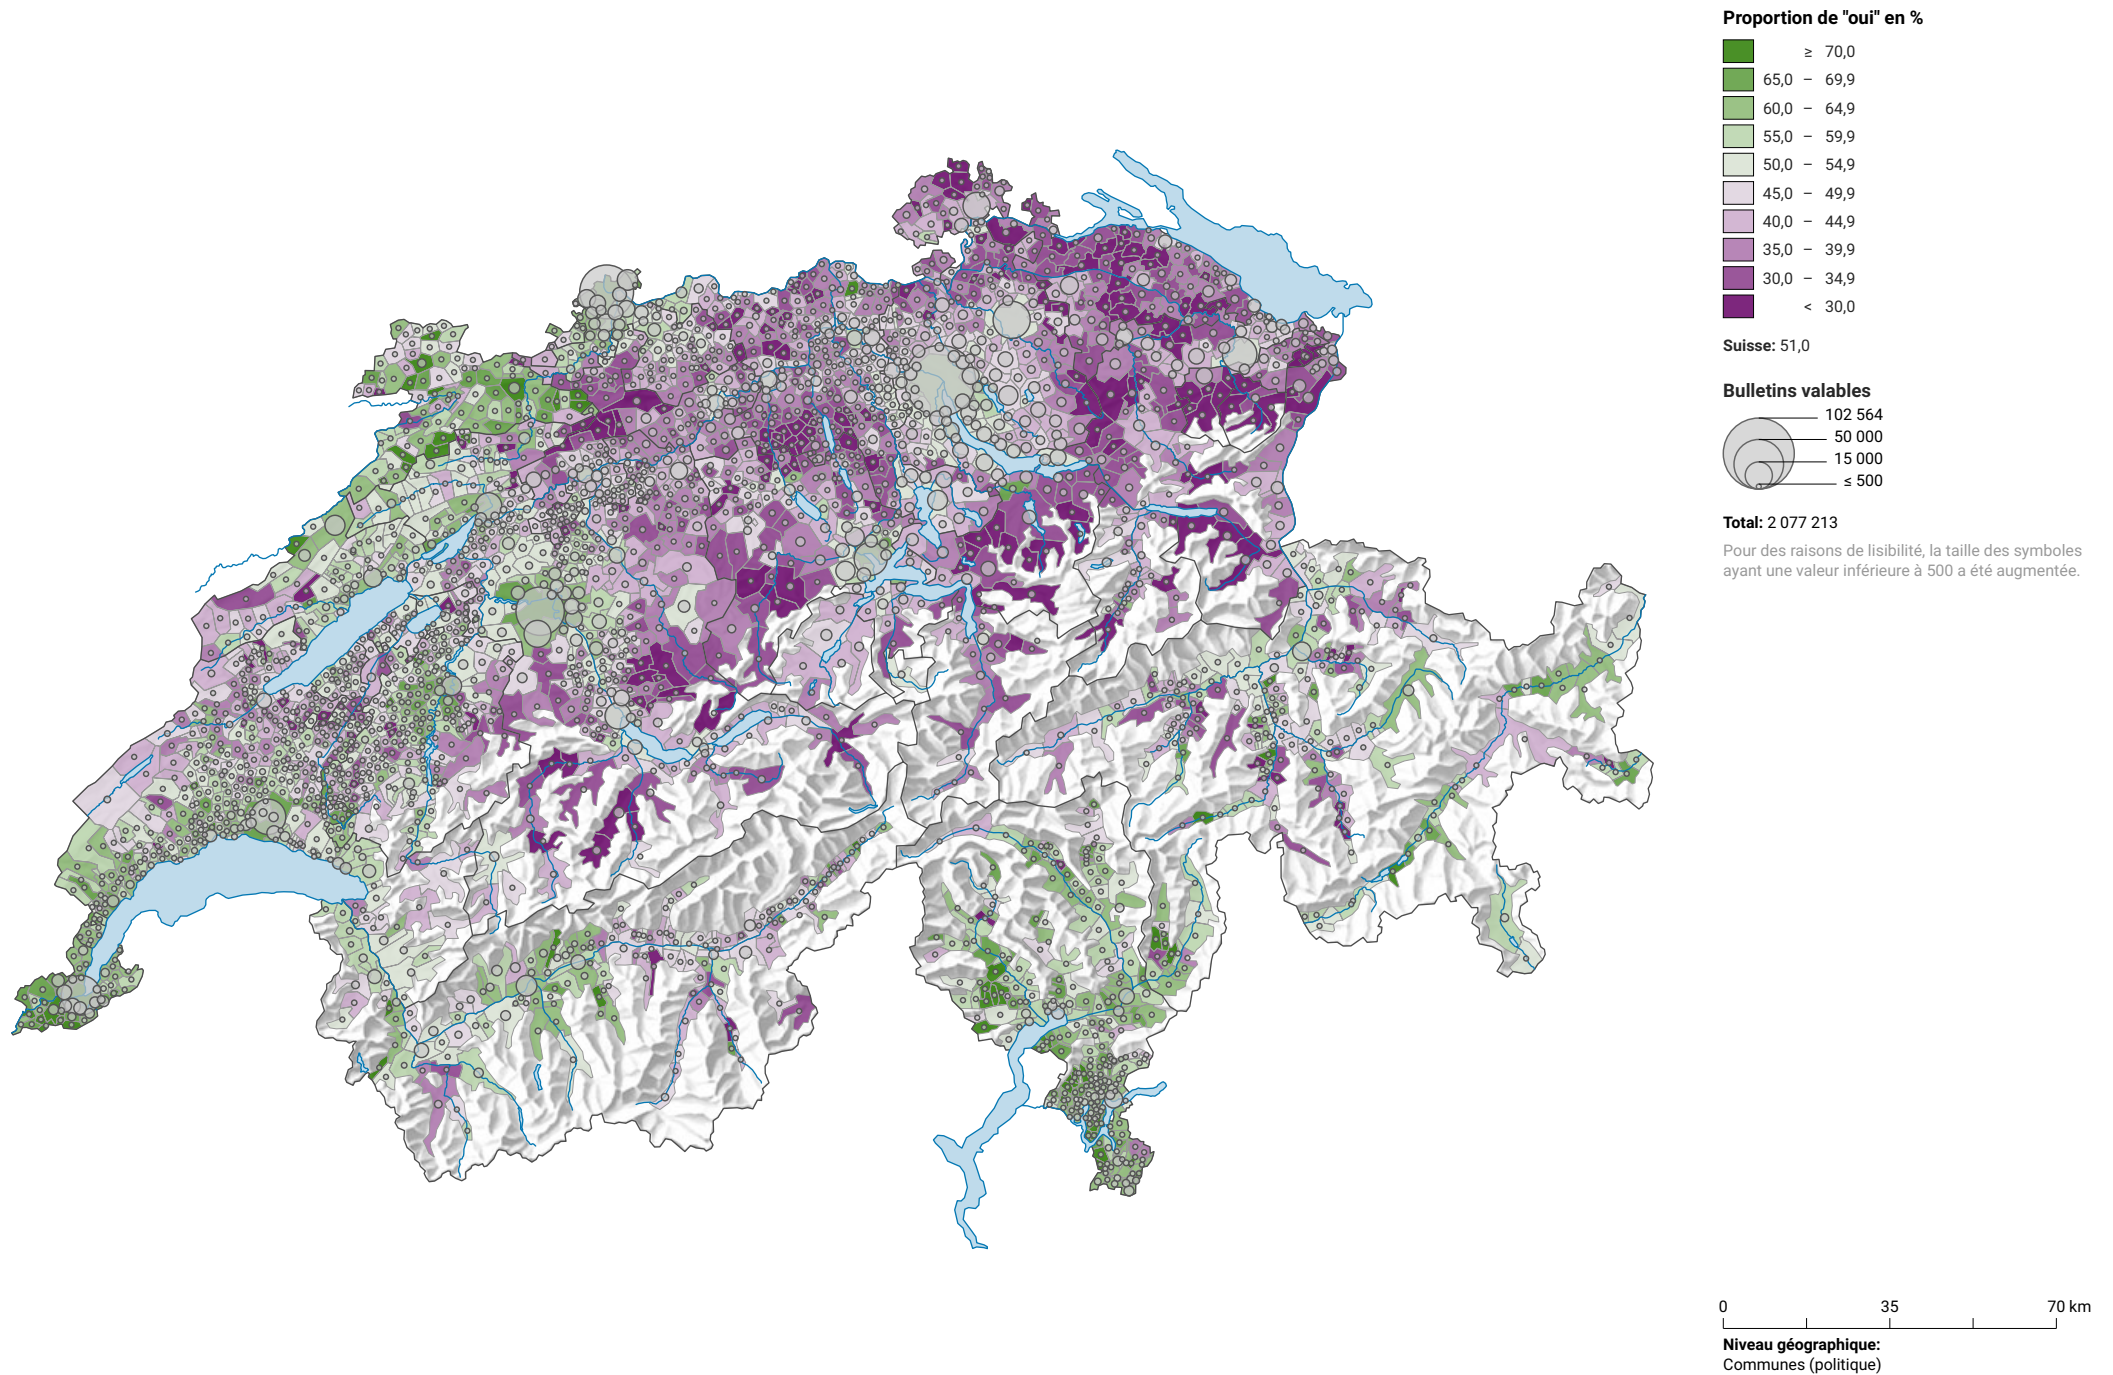 Proportion de "oui" en %
≥ 70,0
65,0 – 69,9
60,0 – 64,9
55,0 – 59,9
50,0 – 54,9
45,0 – 49,9
40,0 – 44,9
35,0 – 39,9
30,0 – 34,9
< 30,0
Suisse: 51,0
Bulletins valables
102 564
50 000
15 000
≤ 500
Total: 2 077 213
Pour des raisons de lisibilité, la taille des symboles
ayant une valeur inférieure à 500 a été augmentée.
0 35 70 km
Niveau géographique:
Communes (politique)